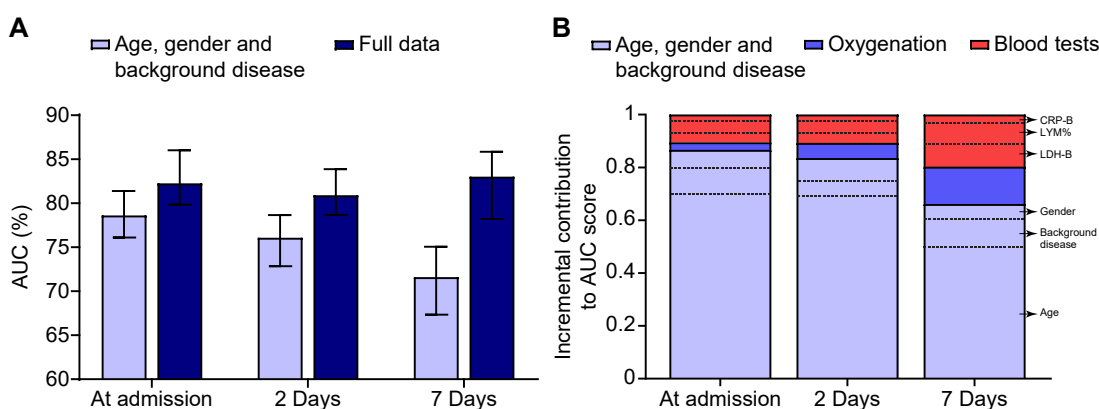 A
Age, gender and
background disease
Full data
AUC (%)
90
85
80
75
70
65
60
At admission
2 Days
7 Days
B
Age, gender and
background disease
Oxygenation
Blood tests
Incremental contribution
to AUC score
1
0.8
0.6
0.4
0.2
0
CRP-B
LYM%
LDH-B
Gender
Background
disease
Age
At admission
2 Days
7 Days